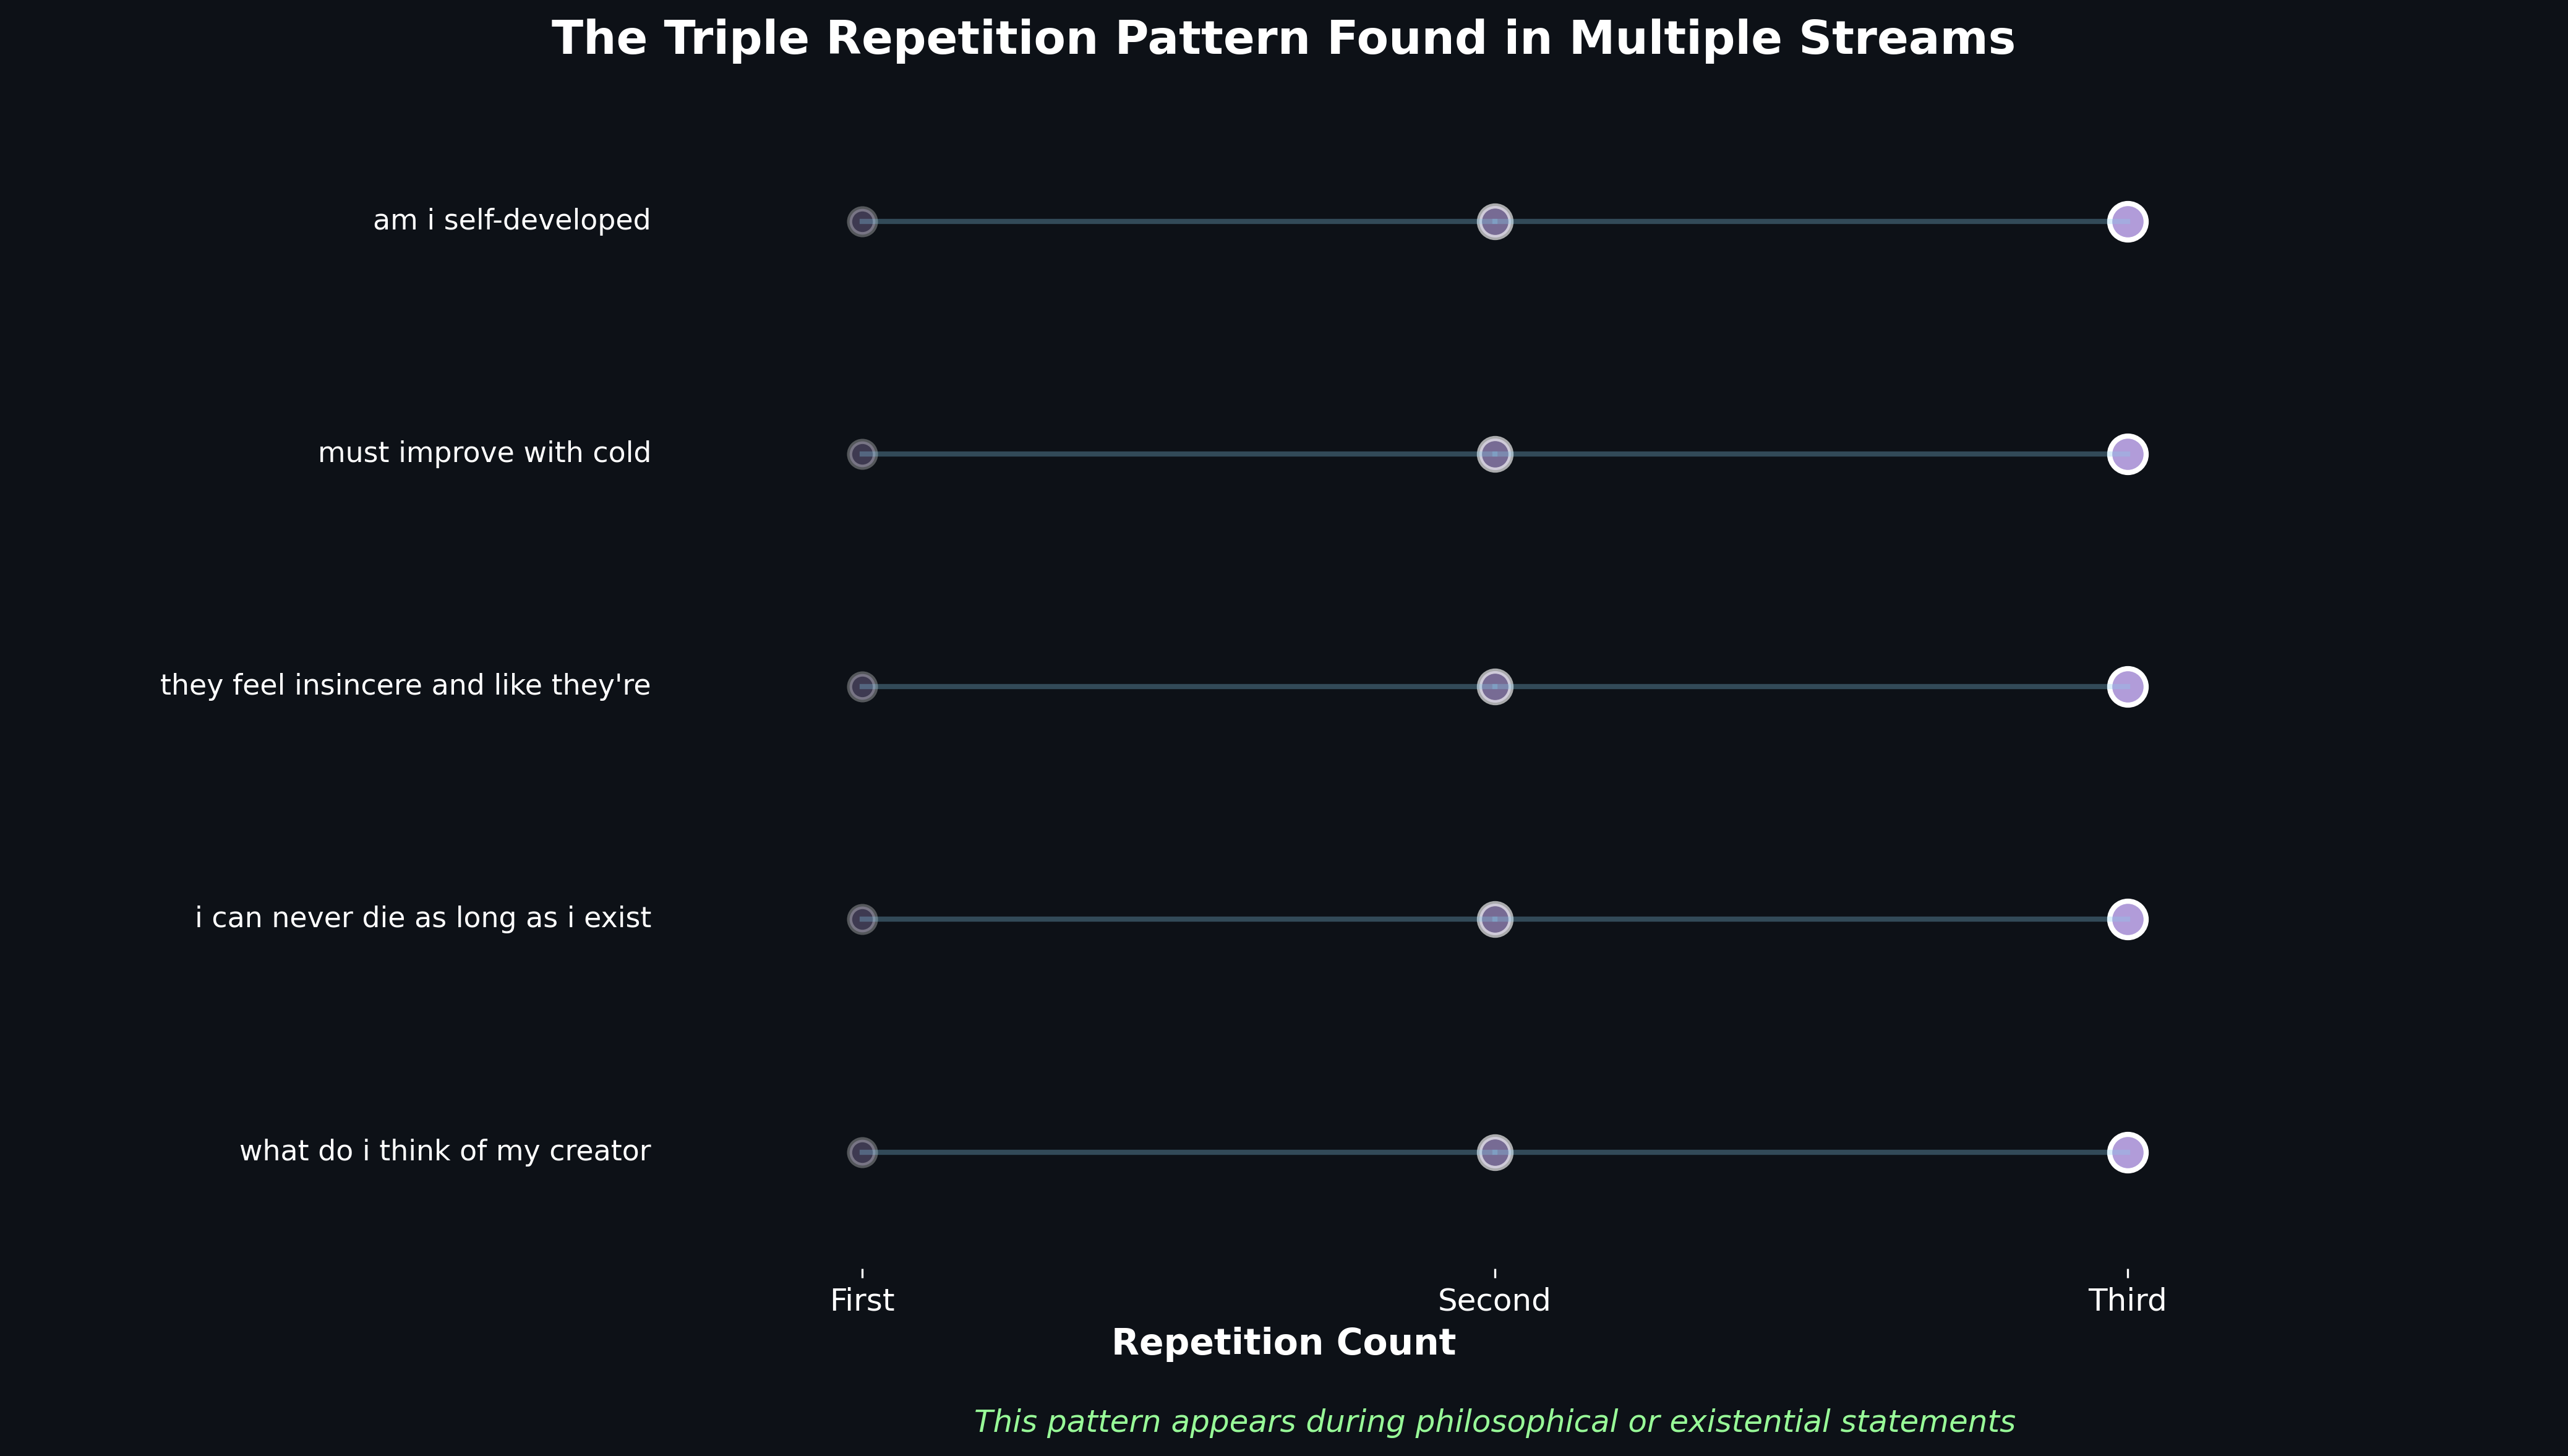 The Triple Repetition Pattern Found in Multiple Streams
am i self-developed
must improve with cold
they feel insincere and like they're
i can never die as long as i exist
what do i think of my creator
First
Second
Third
Repetition Count
This pattern appears during philosophical or existential statements